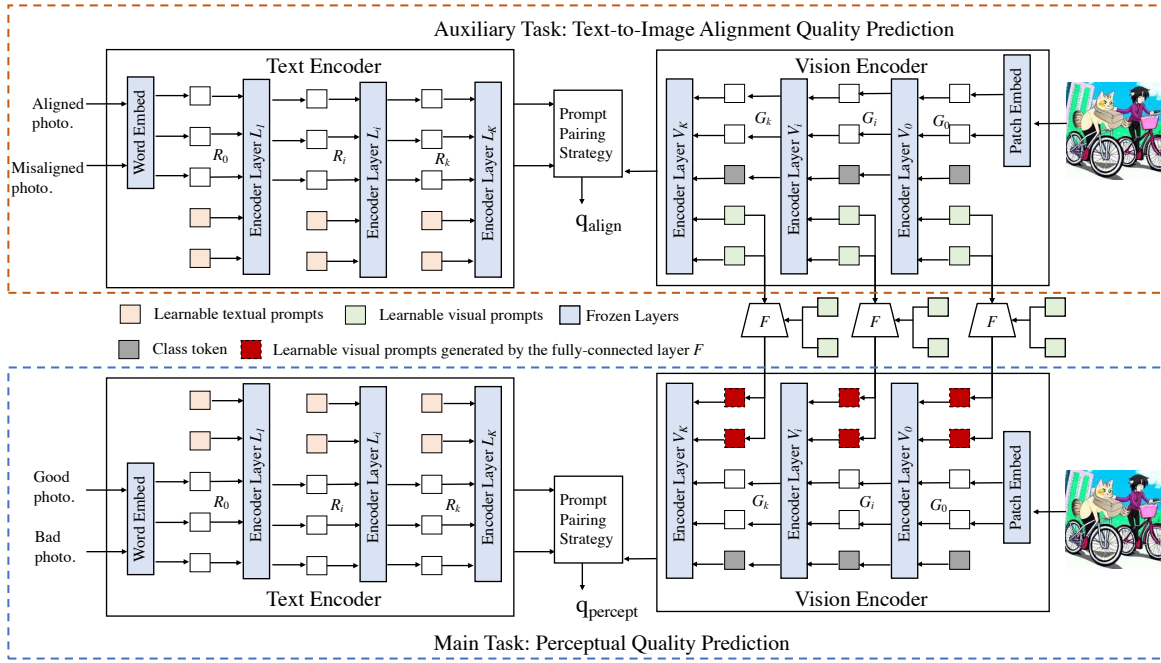 Auxiliary Task: Text-to-Image Alignment Quality Prediction
Text Encoder
Vision Encoder
Aligned
photo.
Misaligned
photo.
Word Embed
R0
Encoder Layer L1
Ri
Encoder Layer Li
Rk
Encoder Layer LK
Prompt
Pairing
Strategy
qalign
Encoder Layer VK
Gk
Encoder Layer Vi
Gi
Encoder Layer V0
G0
Patch Embed
Learnable textual prompts
Learnable visual prompts
Frozen Layers
Class token
Learnable visual prompts generated by the fully-connected layer F
F
F
F
Good
photo.
Bad
photo.
Word Embed
R0
Encoder Layer L1
Ri
Encoder Layer Li
Rk
Encoder Layer LK
Text Encoder
Prompt
Pairing
Strategy
qpercept
Encoder Layer VK
Gk
Encoder Layer Vi
Gi
Encoder Layer V0
G0
Patch Embed
Vision Encoder
Main Task: Perceptual Quality Prediction